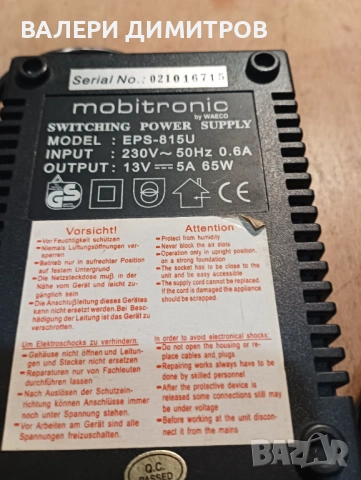 ВАЛЕРИ ДИМИТРОВ
Serial No.: 021016715
mobitronic
by WAECO
SWITCHING POWER SUPPLY
MODEL : EPS-815U
INPUT : 230V~ 50Hz 0.6A
OUTPUT : 13V 5A 65W
GS
Vorsicht!
–Vor Feuchtigkeit schützen
–Niemals Luftungsöffnungen ver-
sperren
–Betrieb nur in aufrechter Position
auf festem Untergrund
–Die Netzsteckdose muß in der
Nähe vom Gerät und leicht zu-
gänglich sein
–Die Anschlußleitung dieses Gerätes
kann nicht ersetzt werden.Bei Besc-
hädigung der Leitung ist das Gerät zu
verschrotten.
Um Elektroschocks zu verhindern.
–Gehäuse nicht öffnen und Leitun-
gen und Stecker nicht ersetzen
–Reparaturen nur von Fachleuten
durchführen lassen
–Nach Auslösen der Schutzein-
richtung können Anschlüsse immer
noch unter Spannung stehen.
–Vor Arbeiten am Gerät sind alle
Spannungen freizuschalten.
Attention
–Protect from humidity
–Never block the air slots
–Operation only in upright position.
on a strong foundation
–The socket has to be close to the
unit and be easy accessible
–The supply cord cannot be replaced.
If the cord is damaged the appliance
should be scrapped.
In order to avoid electronical shocks:
–Do not open the housing or re-
place cables and plugs
–Repairing works always have to be
done by skilled personnel
–After the protective device is
released some connections still may
be under voltage
–Before working at the unit discon-
nect it from the mains
Q.C.
PASSED
BAZAR